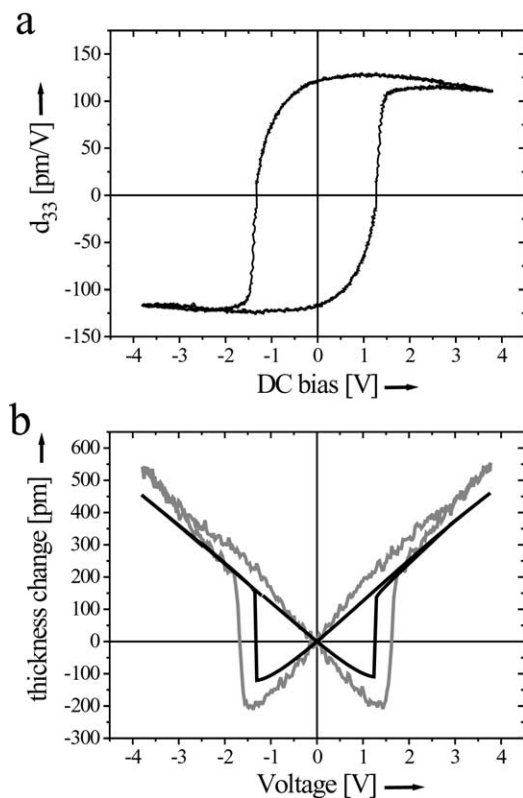 a
d33 [pm/V]
150
100
50
0
-50
-100
-150
-4 -3 -2 -1 0 1 2 3 4
DC bias [V]
b
thickness change [pm]
600
500
400
300
200
100
0
-100
-200
-300
-4 -3 -2 -1 0 1 2 3 4
Voltage [V]